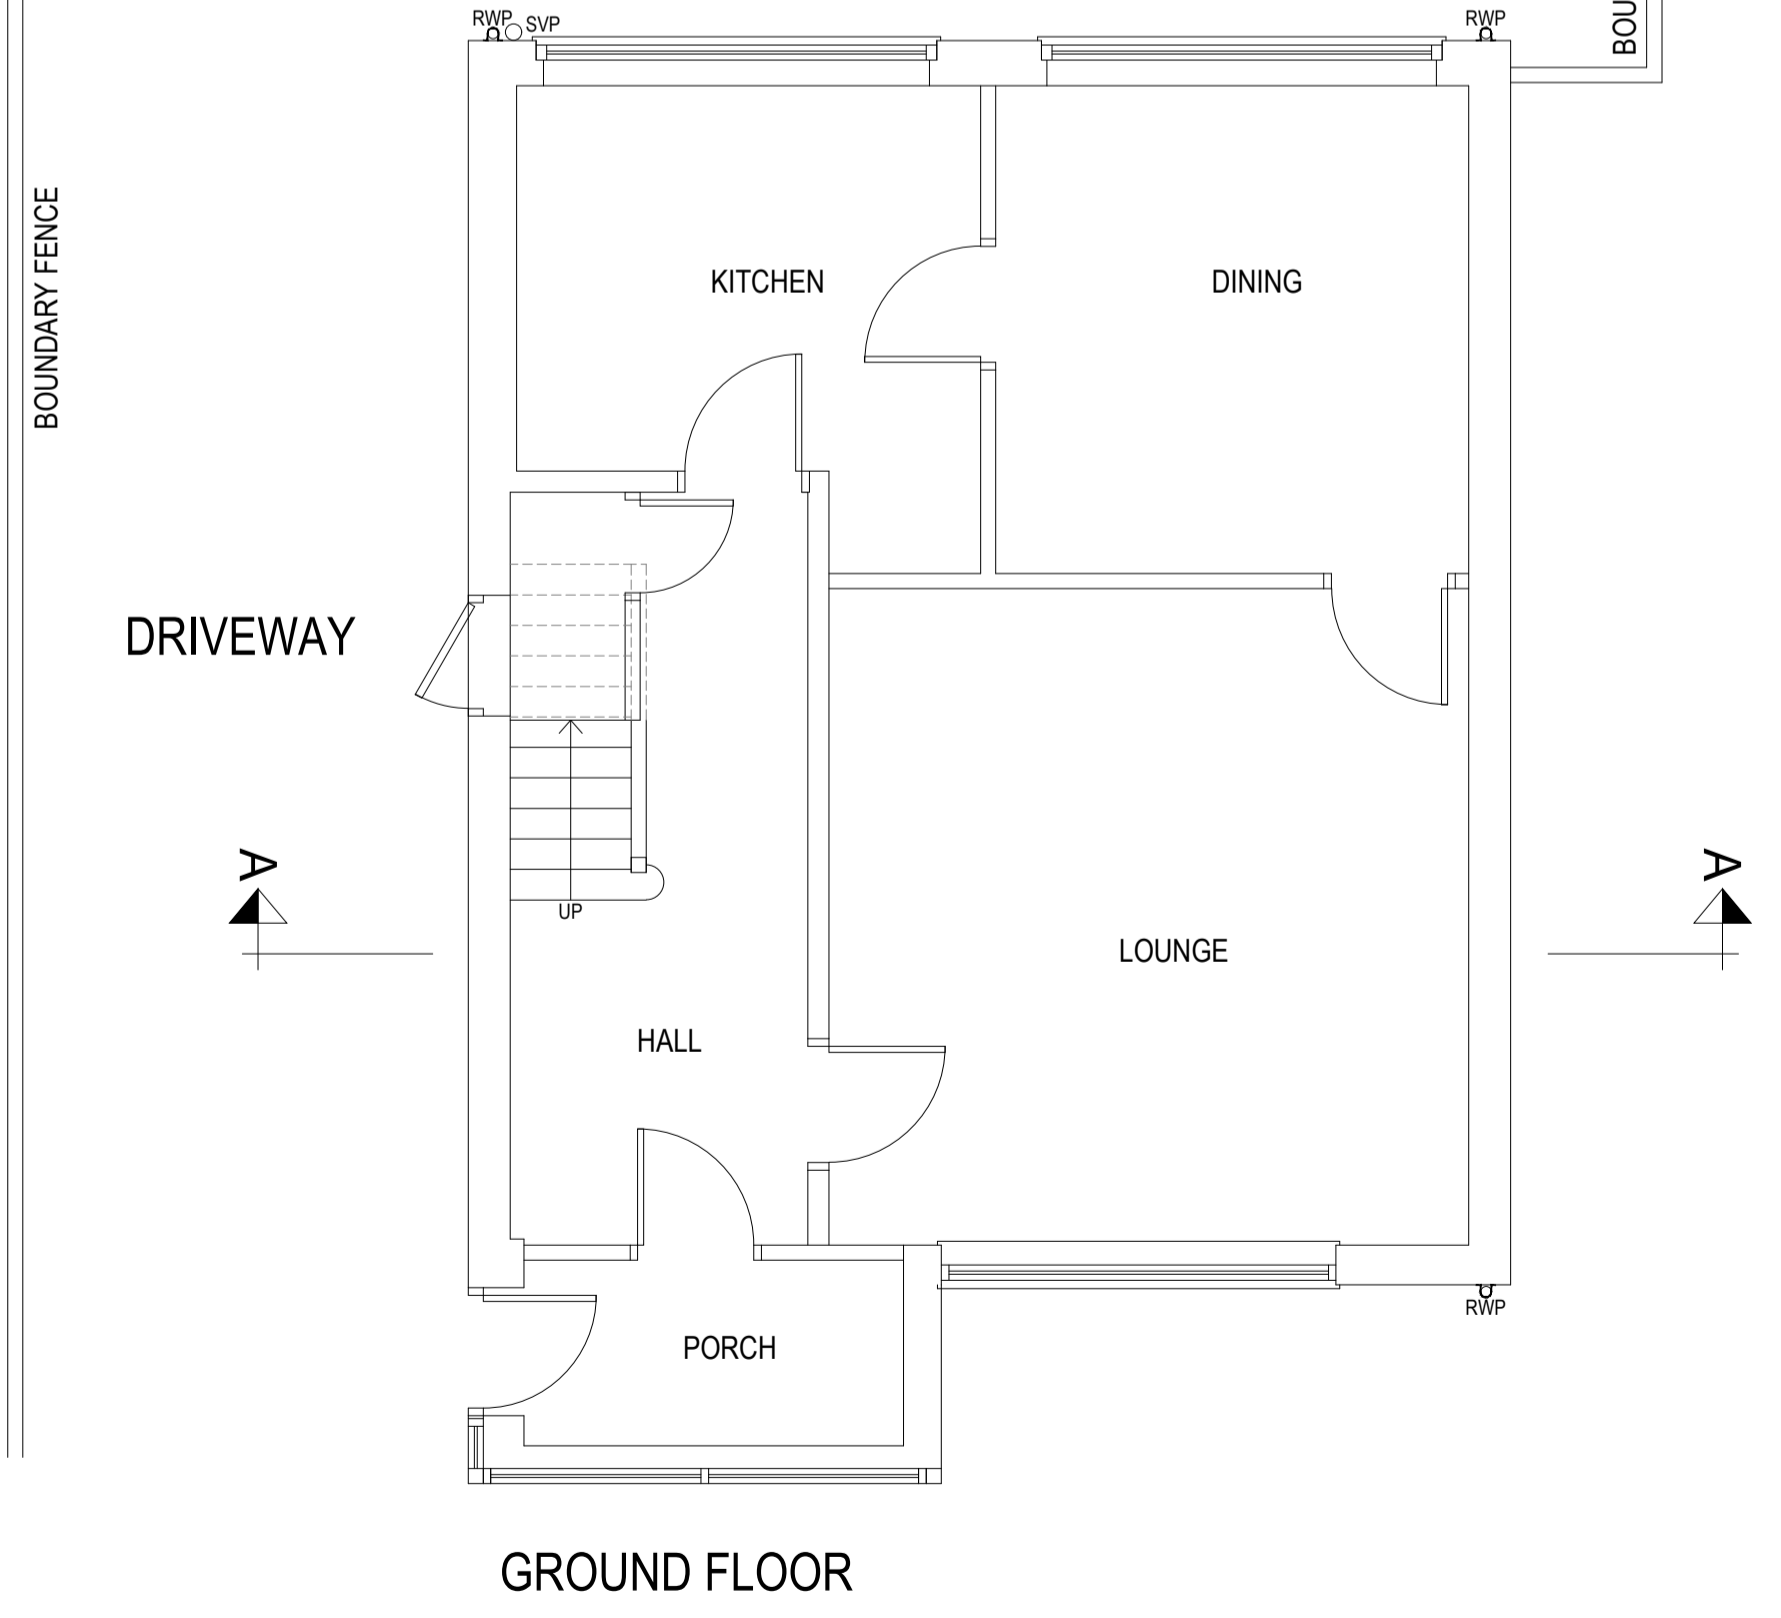 RWP
SVP
RWP
BOU
BOUNDARY FENCE
KITCHEN
DINING
DRIVEWAY
A
A
UP
LOUNGE
HALL
RWP
PORCH
GROUND FLOOR